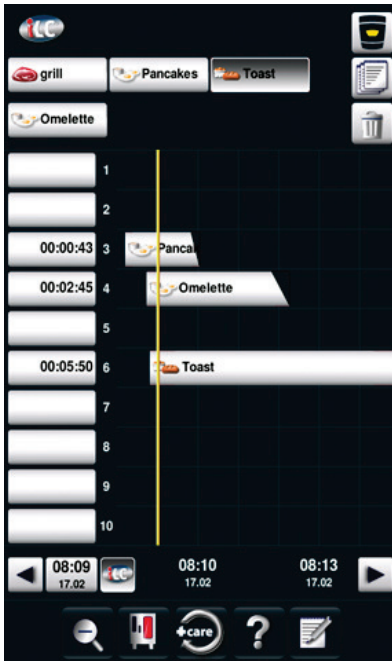 iLC
grill
Pancakes
Toast
Omelette
1
2
00:00:43 3 Pancak
00:02:45 4 Omelette
5
00:05:50 6 Toast
7
8
9
10
08:09 iLC 08:10 08:13
17.02 17.02 17.02
+care ?